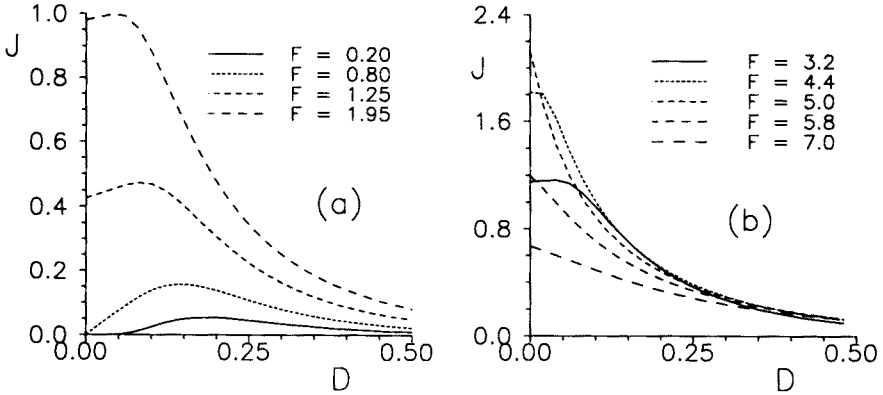 1.0
J
0.8
0.6
0.4
0.2
0.0
0.00
0.25
0.50
D
F = 0.20
F = 0.80
F = 1.25
F = 1.95
(a)
2.4
J
1.6
0.8
0.0
0.00
0.25
0.50
D
F = 3.2
F = 4.4
F = 5.0
F = 5.8
F = 7.0
(b)